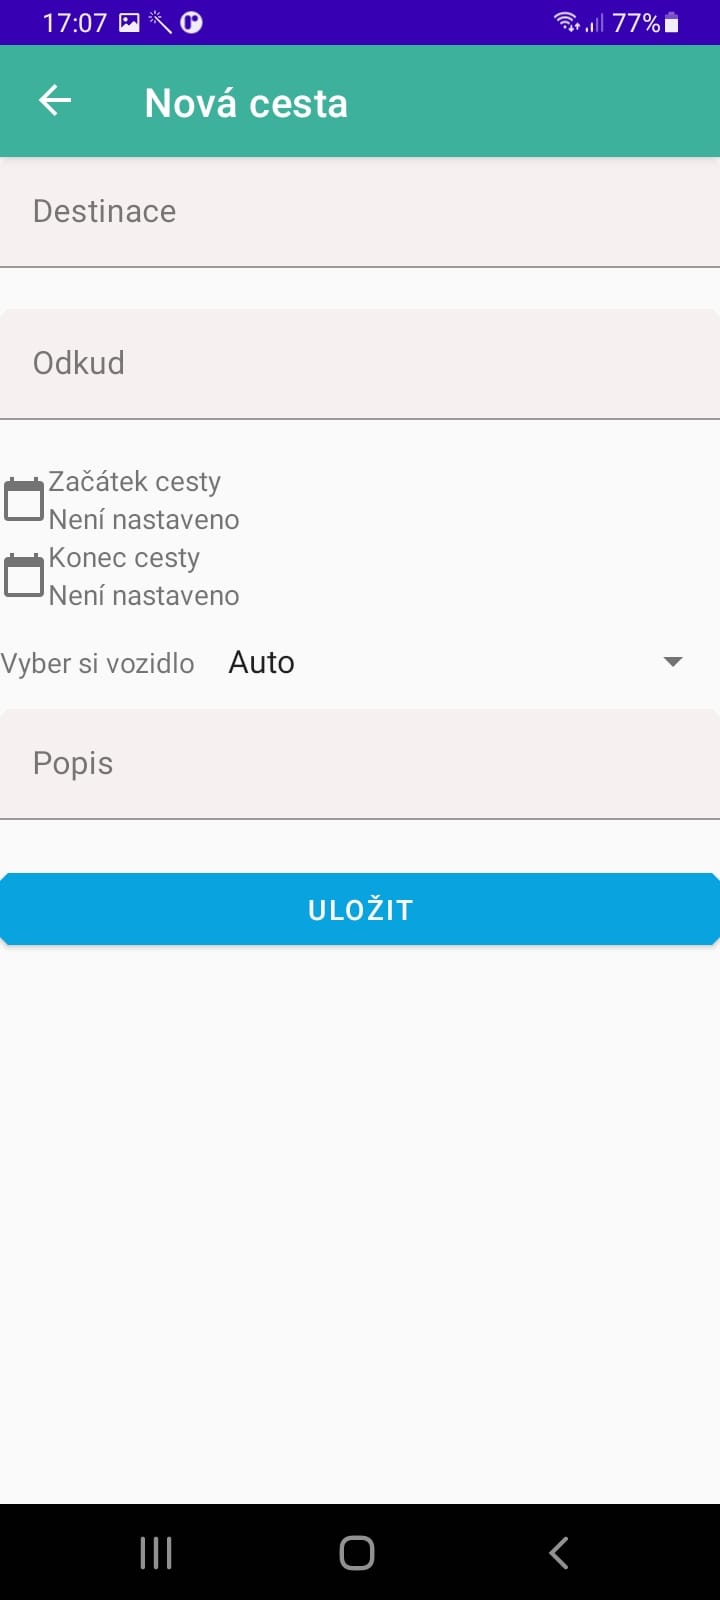 17:07 77%
Nová cesta
Destinace
Odkud
Začátek cesty
Není nastaveno
Konec cesty
Není nastaveno
Vyber si vozidlo Auto
Popis
ULOŽIT